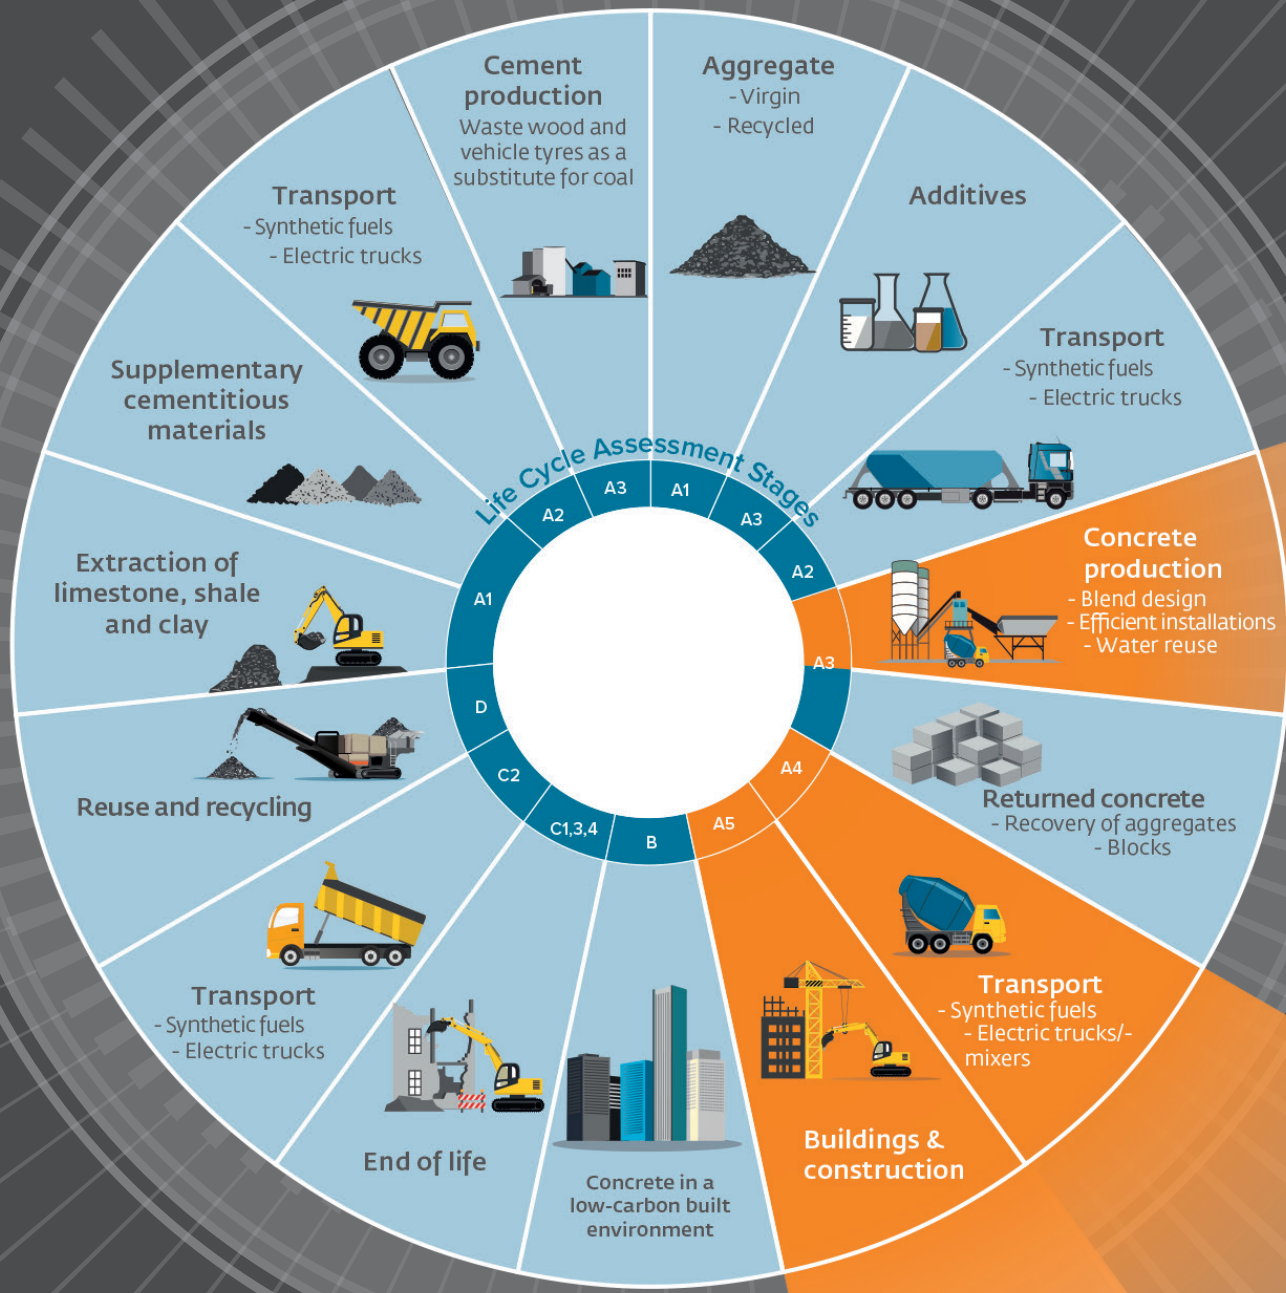 Cement
production
Waste wood and
vehicle tyres as a
substitute for coal
Aggregate
- Virgin
- Recycled
Additives
Transport
- Synthetic fuels
- Electric trucks
Concrete
production
- Blend design
- Efficient installations
- Water reuse
Returned concrete
- Recovery of aggregates
- Blocks
Transport
- Synthetic fuels
- Electric trucks/-
mixers
Buildings &
construction
Concrete in a
low-carbon built
environment
End of life
Transport
- Synthetic fuels
- Electric trucks
Reuse and recycling
Extraction of
limestone, shale
and clay
Supplementary
cementitious
materials
Transport
- Synthetic fuels
- Electric trucks
Life Cycle Assessment Stages
A3
A1
A3
A2
A3
A4
A5
B
C1,3,4
C2
D
A1
A2